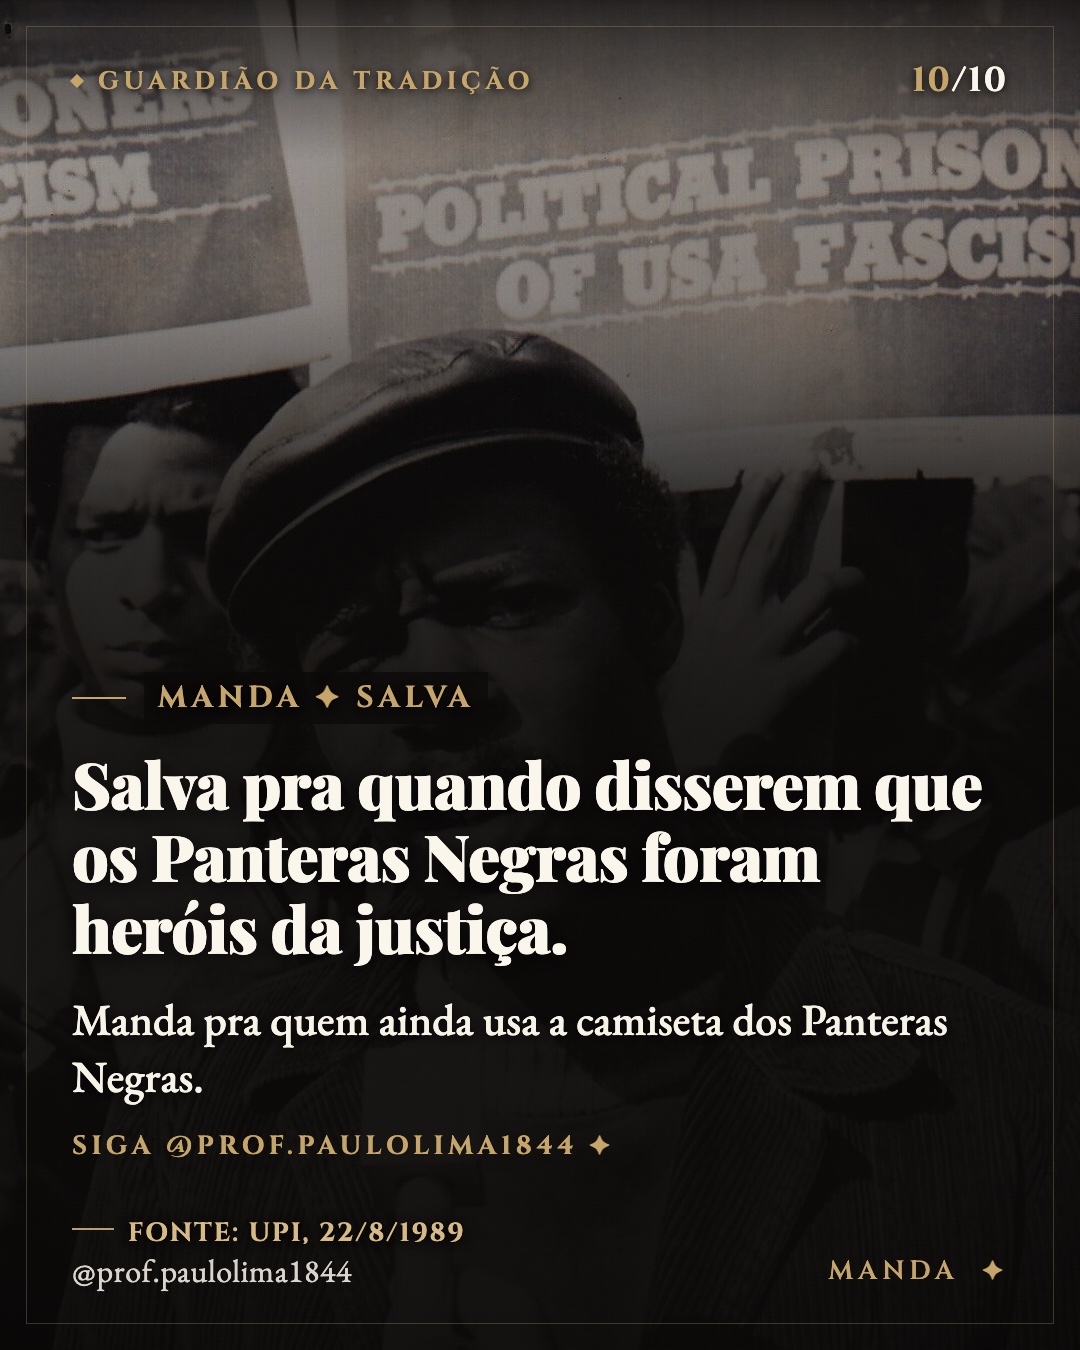 ◆ GUARDIÃO DA TRADIÇÃO
10/10
ONERS
CISM
POLITICAL PRISON
OF USA FASCIS
MANDA ✦ SALVA
Salva pra quando disserem que
os Panteras Negras foram
heróis da justiça.
Manda pra quem ainda usa a camiseta dos Panteras
Negras.
SIGA @PROF.PAULOLIMA1844 ✦
FONTE: UPI, 22/8/1989
@prof.paulolima1844
MANDA ✦